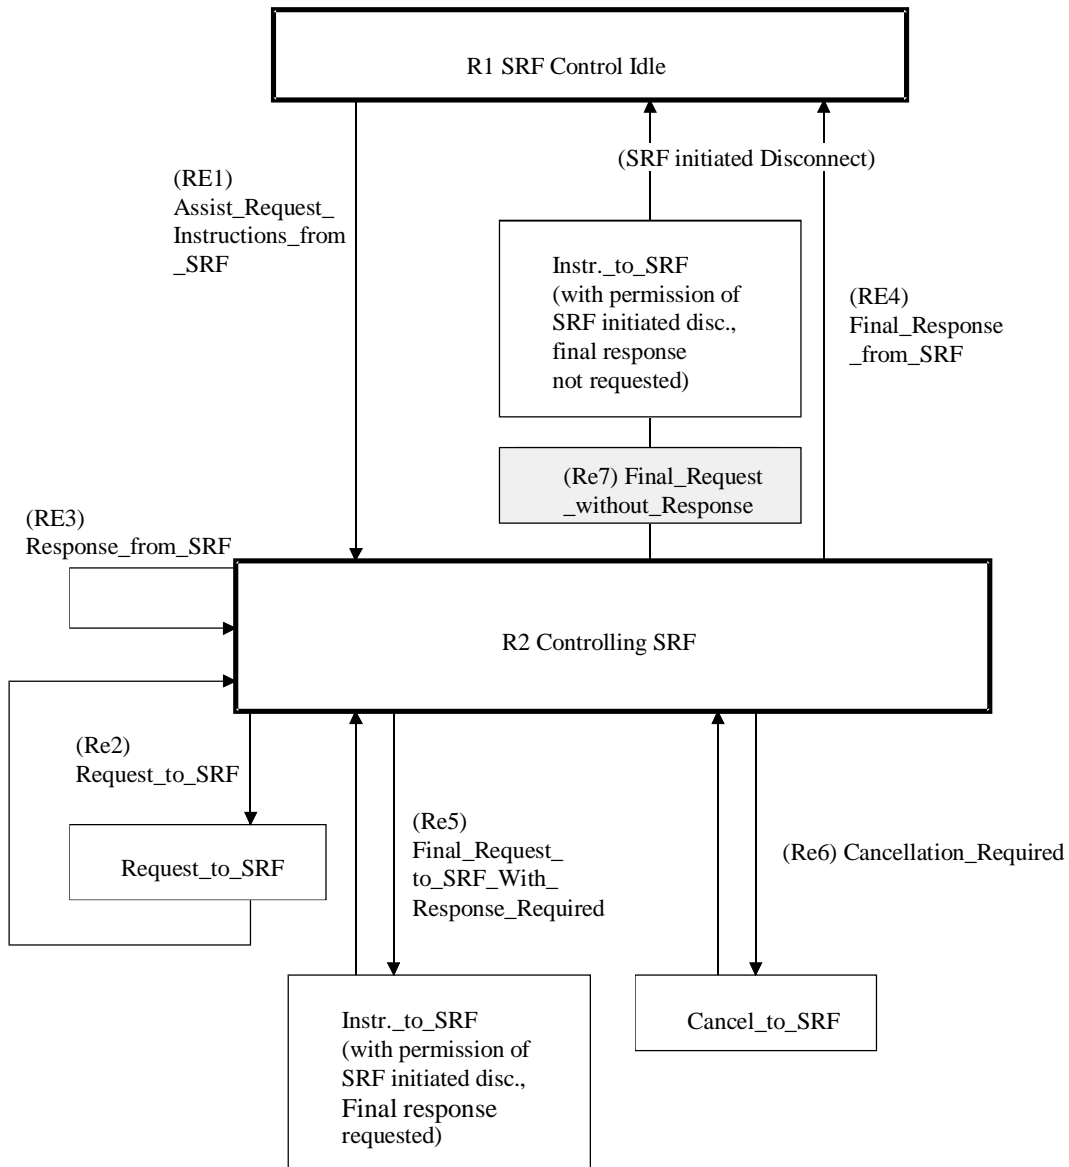 R1 SRF Control Idle
(SRF initiated Disconnect)
(RE1)
Assist_Request_
Instructions_from
_SRF
Instr._to_SRF
(with permission of
SRF initiated disc.,
final response
not requested)
(RE4)
Final_Response
_from_SRF
(Re7) Final_Request
_without_Response
(RE3)
Response_from_SRF
R2 Controlling SRF
(Re2)
Request_to_SRF
Request_to_SRF
(Re5)
Final_Request_
to_SRF_With_
Response_Required
(Re6) Cancellation_Required
Instr._to_SRF
(with permission of
SRF initiated disc.,
Final response
requested)
Cancel_to_SRF